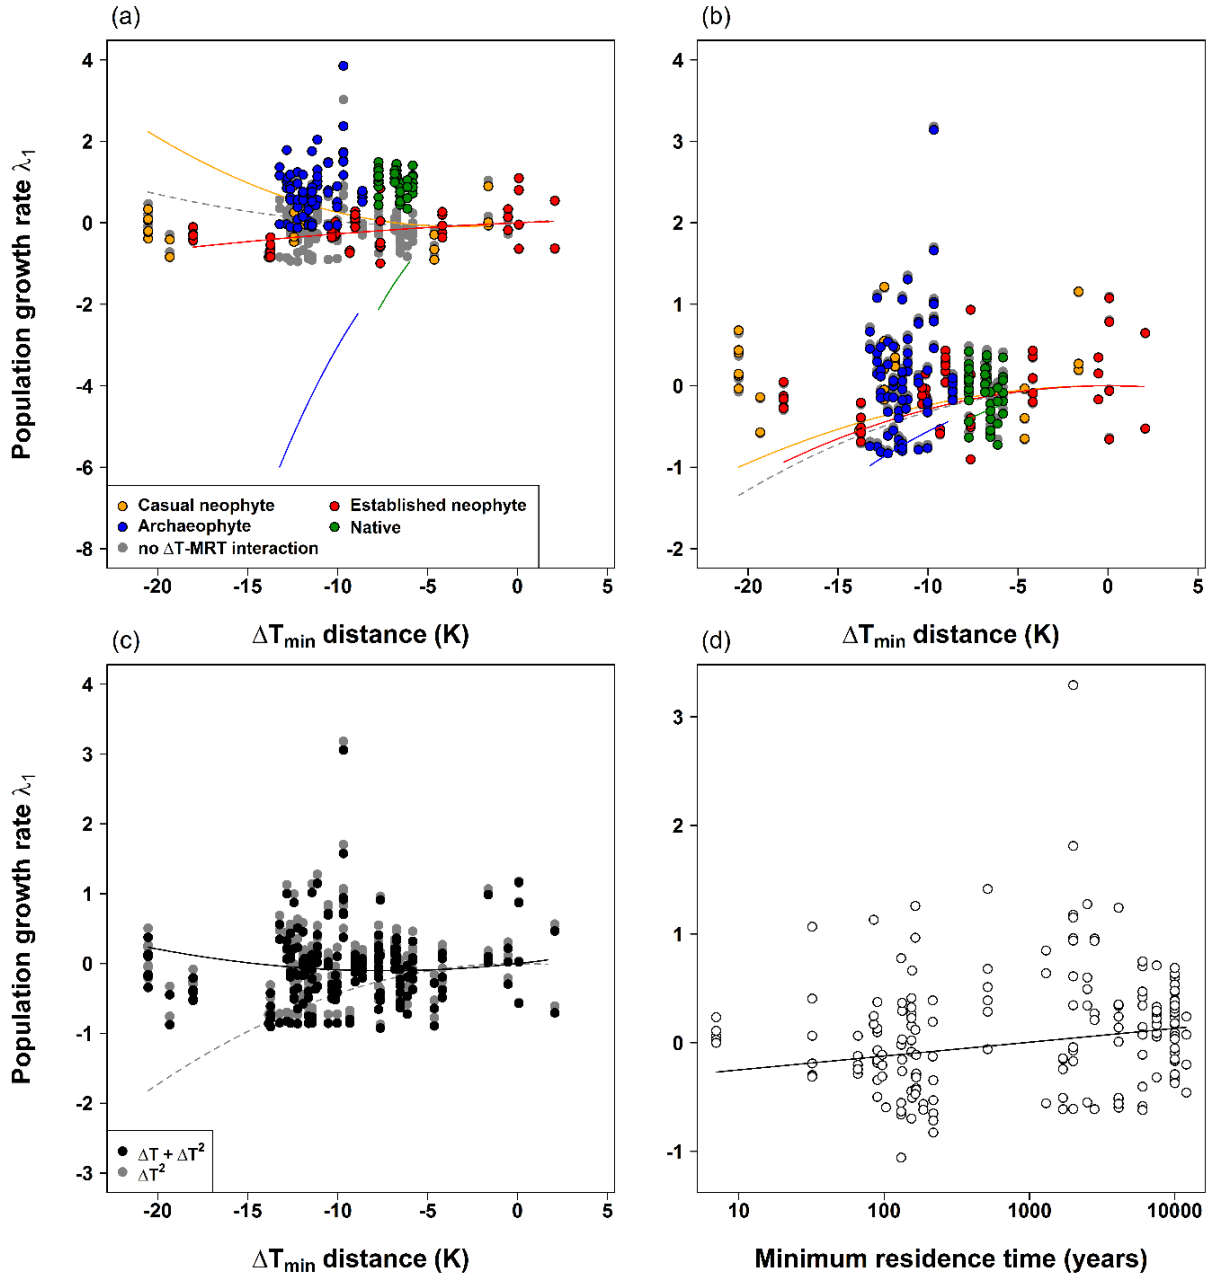 (a)
(b)
4
2
0
-2
-4
-6
-8
4
3
2
1
0
-1
-2
Population growth rate λ1
Casual neophyte
Established neophyte
Archaeophyte
Native
no ΔT-MRT interaction
-20
-15
-10
-5
0
5
-20
-15
-10
-5
0
5
ΔTmin distance (K)
ΔTmin distance (K)
(c)
(d)
4
3
2
1
0
-1
-2
-3
3
2
1
0
-1
Population growth rate λ1
ΔT + ΔT²
ΔT²
-20
-15
-10
-5
0
5
10
100
1000
10000
ΔTmin distance (K)
Minimum residence time (years)